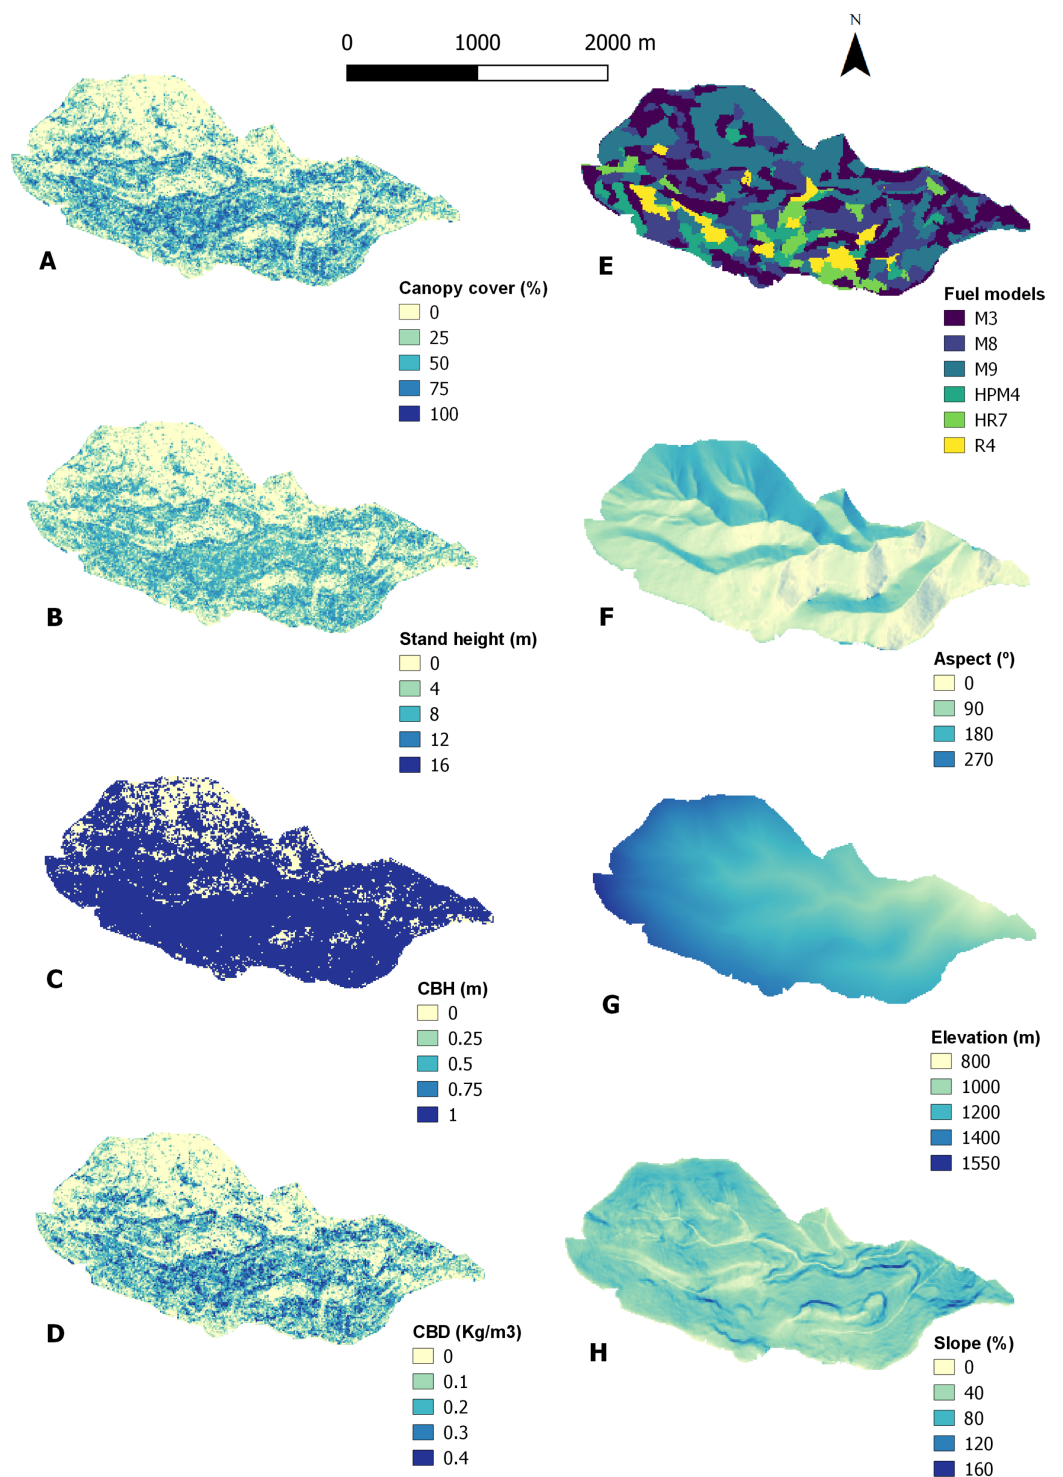 N
0 1000 2000 m
A
Canopy cover (%)
0
25
50
75
100
B
Stand height (m)
0
4
8
12
16
C
CBH (m)
0
0.25
0.5
0.75
1
D
CBD (Kg/m3)
0
0.1
0.2
0.3
0.4
E
Fuel models
M3
M8
M9
HPM4
HR7
R4
F
Aspect (º)
0
90
180
270
G
Elevation (m)
800
1000
1200
1400
1550
H
Slope (%)
0
40
80
120
160